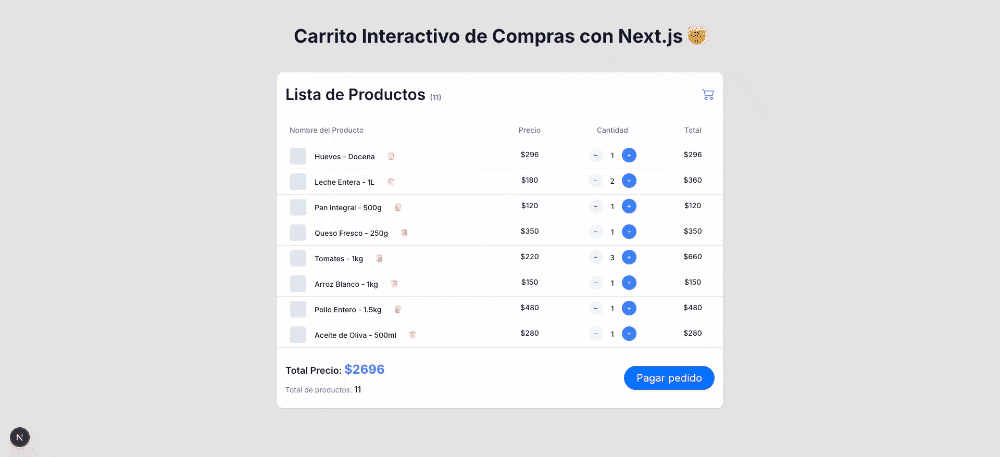 Carrito Interactivo de Compras con Next.js
Lista de Productos (11)
Nombre del Producto Precio Cantidad Total
Huevos - Docena $296 - 1 + $296
Leche Entera - 1L $180 - 2 + $360
Pan Integral - 500g $120 - 1 + $120
Queso Fresco - 250g $350 - 1 + $350
Tomates - 1kg $220 - 3 + $660
Arroz Blanco - 1kg $150 - 1 + $150
Pollo Entero - 1.5kg $480 - 1 + $480
Aceite de Oliva - 500ml $280 - 1 + $280
Total Precio: $2696
Pagar pedido
Total de productos: 11
N